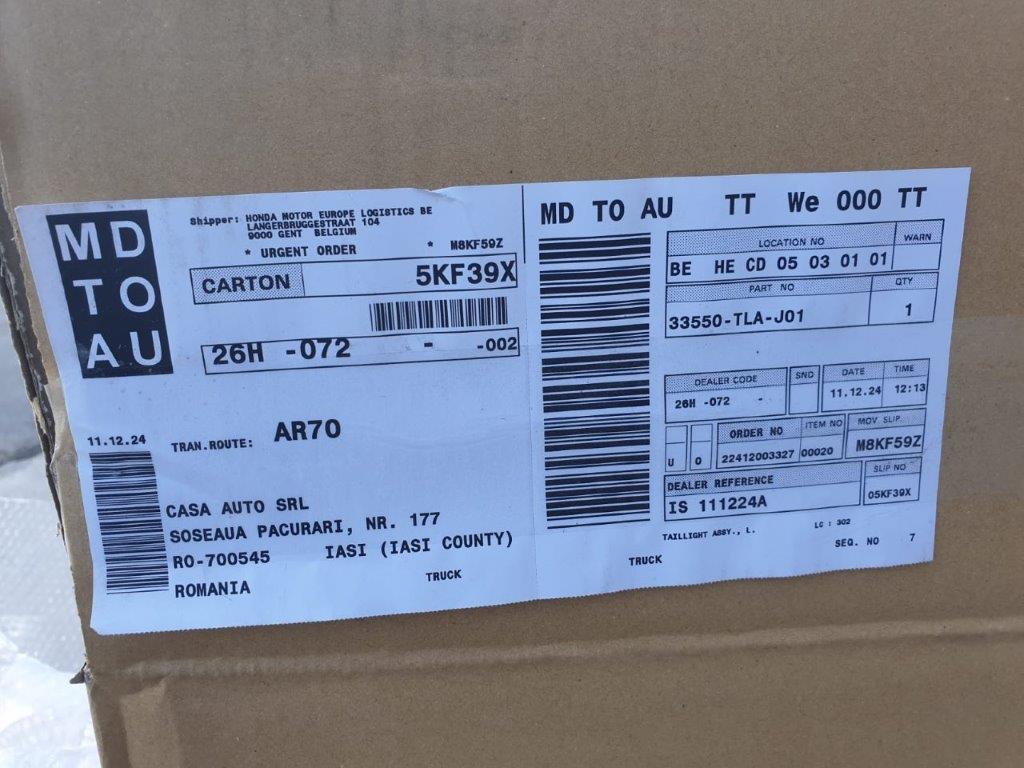 MD
TO
AU
Shipper: HONDA MOTOR EUROPE LOGISTICS BE
LANGERBRUGGESTRAAT 104
9000 GENT BELGIUM
* URGENT ORDER * M8KF59Z
CARTON 5KF39X
26H -072 - -002
11.12.24 TRAN.ROUTE: AR70
CASA AUTO SRL
SOSEAUA PACURARI, NR. 177
RO-700545 IASI (IASI COUNTY)
ROMANIA TRUCK
MD TO AU TT We 000 TT
LOCATION NO WARN
BE HE CD 05 03 01 01
PART NO QTY
33550-TLA-J01 1
DEALER CODE SND DATE TIME
26H -072 - 11.12.24 12:13
ORDER NO ITEM NO MOV SLIP
U 0 22412003327 00020 M8KF59Z
DEALER REFERENCE SLIP NO
IS 111224A 05KF39X
TAILLIGHT ASSY., L. LC : 302
TRUCK SEQ. NO 7